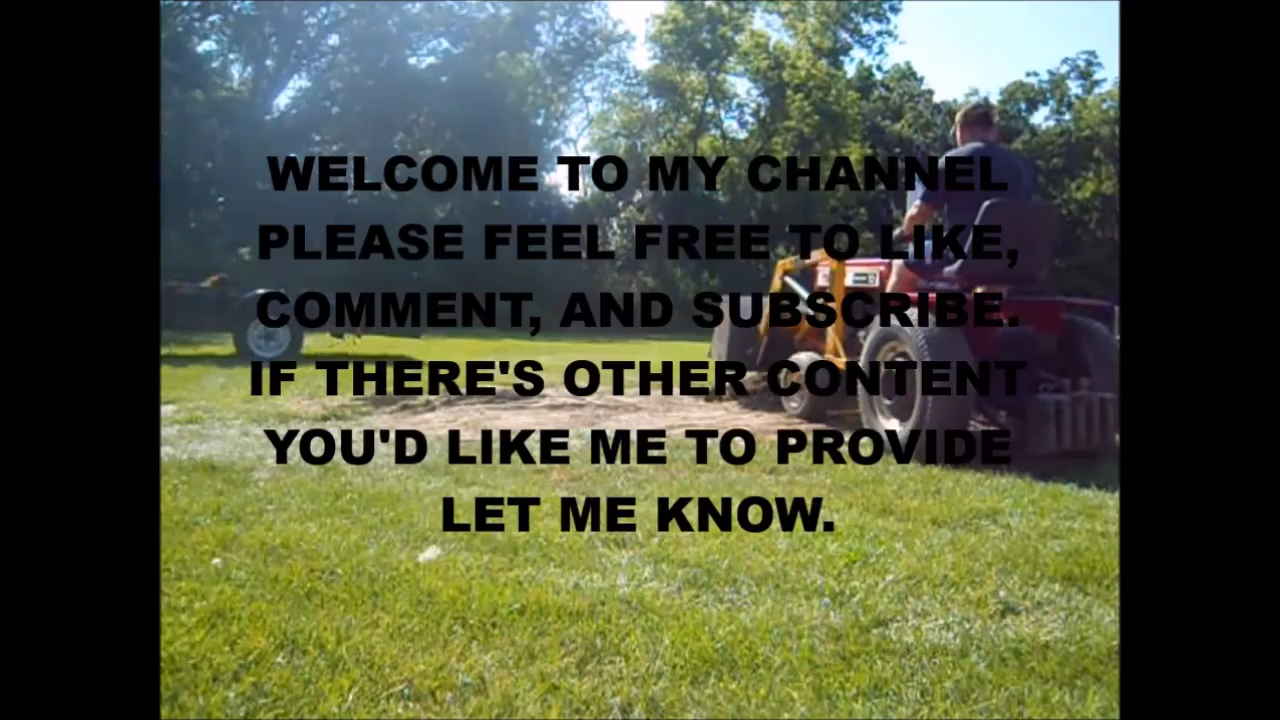 WELCOME TO MY CHANNEL
PLEASE FEEL FREE TO LIKE,
COMMENT, AND SUBSCRIBE.
IF THERE'S OTHER CONTENT
YOU'D LIKE ME TO PROVIDE
LET ME KNOW.